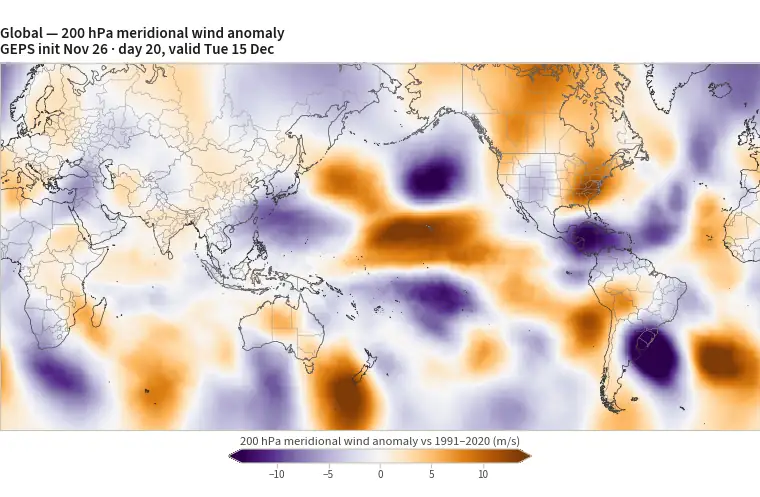 Global — 200 hPa meridional wind anomaly
GEPS init Nov 26 · day 20, valid Tue 15 Dec
200 hPa meridional wind anomaly vs 1991–2020 (m/s)
−10 −5 0 5 10